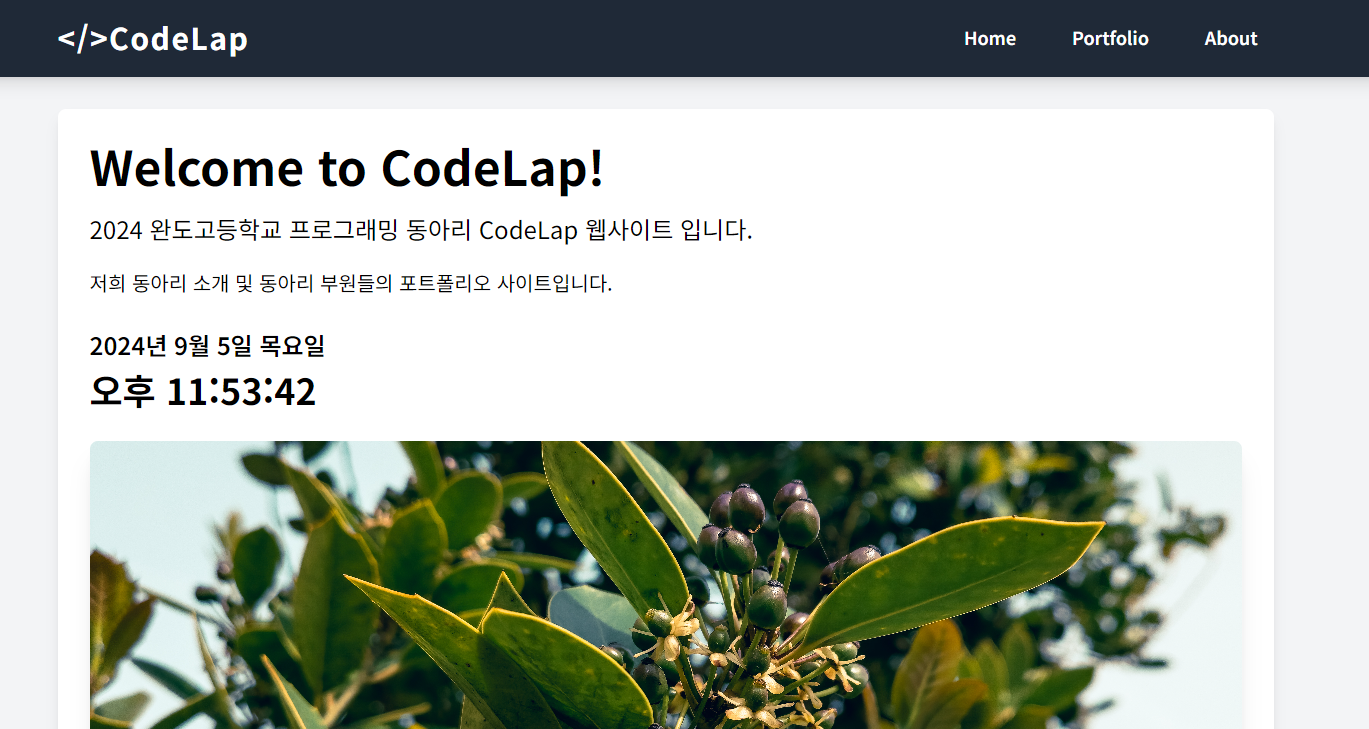 </>CodeLap
Home Portfolio About
Welcome to CodeLap!
2024 완도고등학교 프로그래밍 동아리 CodeLap 웹사이트 입니다.
저희 동아리 소개 및 동아리 부원들의 포트폴리오 사이트입니다.
2024년 9월 5일 목요일
오후 11:53:42